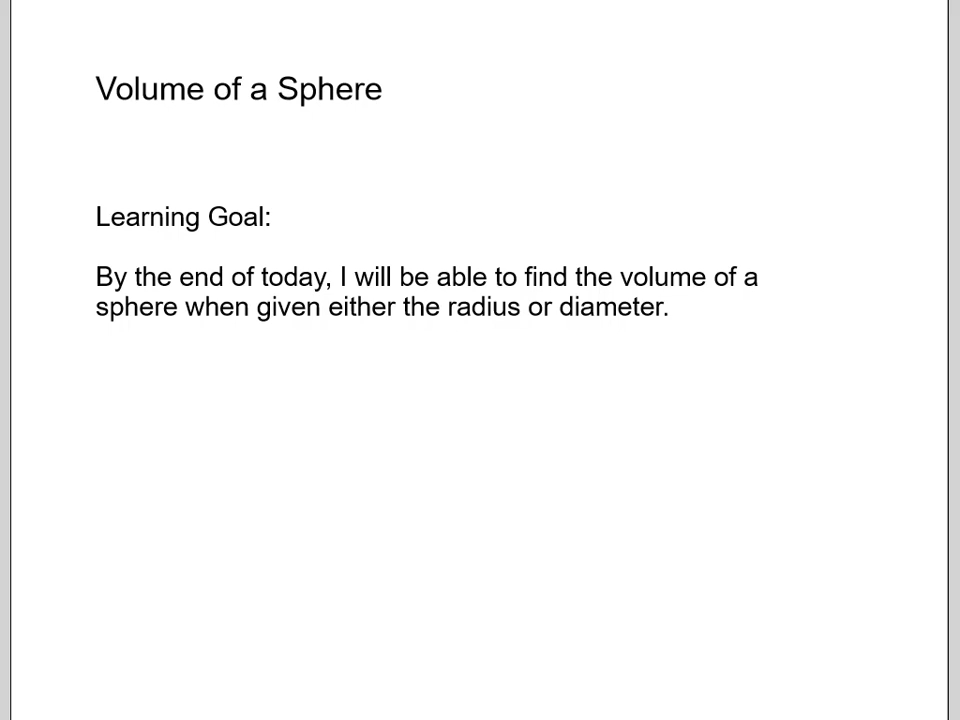 Volume of a Sphere
Learning Goal:
By the end of today, I will be able to find the volume of a
sphere when given either the radius or diameter.